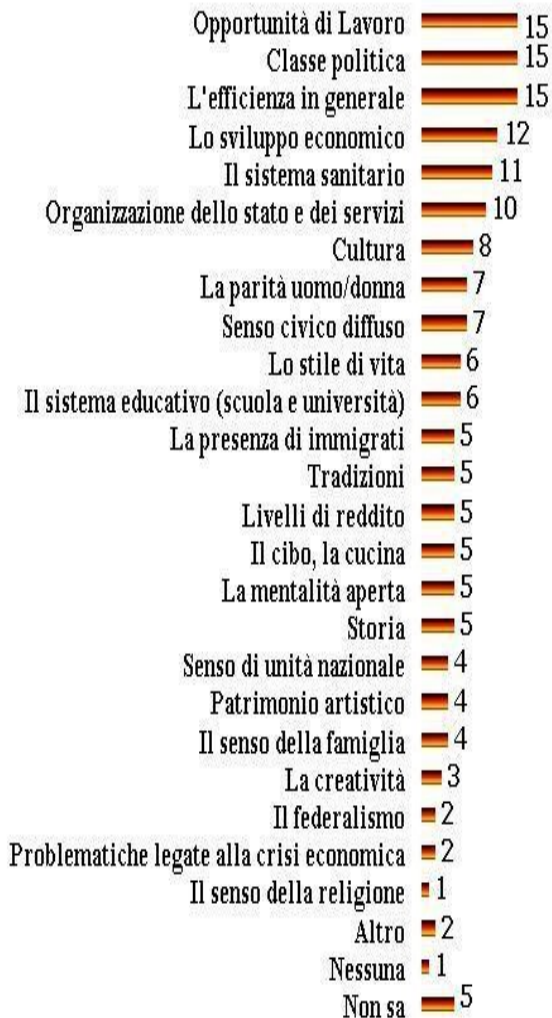 Opportunità di Lavoro 15
Classe politica 15
L'efficienza in generale 15
Lo sviluppo economico 12
Il sistema sanitario 11
Organizzazione dello stato e dei servizi 10
Cultura 8
La parità uomo/donna 7
Senso civico diffuso 7
Lo stile di vita 6
Il sistema educativo (scuola e università) 6
La presenza di immigrati 5
Tradizioni 5
Livelli di reddito 5
Il cibo, la cucina 5
La mentalità aperta 5
Storia 5
Senso di unità nazionale 4
Patrimonio artistico 4
Il senso della famiglia 4
La creatività 3
Il federalismo 2
Problematiche legate alla crisi economica 2
Il senso della religione 1
Altro 2
Nessuna 1
Non sa 5